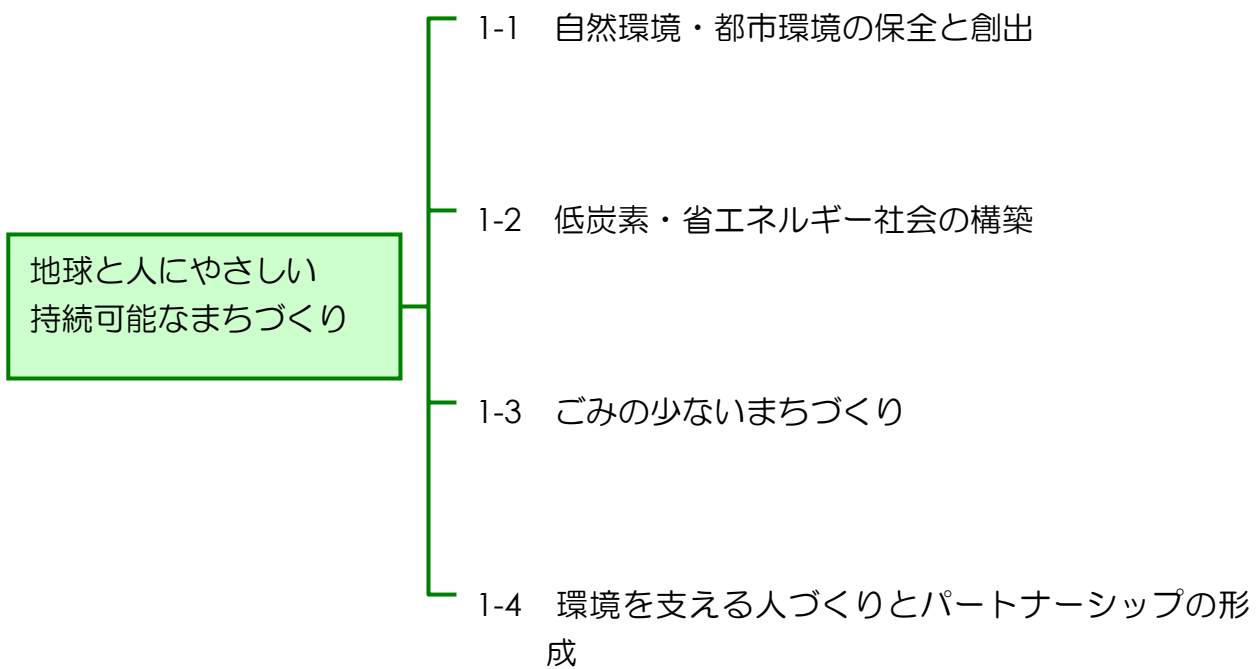 1-1　自然環境・都市環境の保全と創出
1-2　低炭素・省エネルギー社会の構築
地球と人にやさしい
持続可能なまちづくり
1-3　ごみの少ないまちづくり
1-4　環境を支える人づくりとパートナーシップの形
成